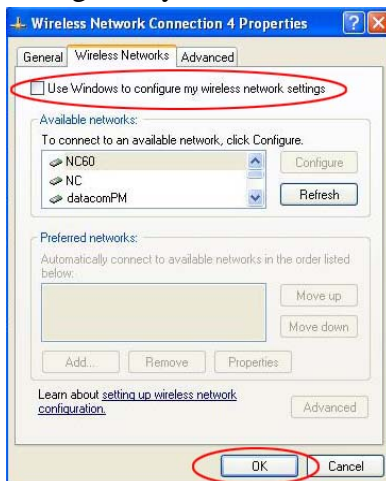 Wireless Network Connection 4 Properties
General Wireless Networks Advanced
Use Windows to configure my wireless network settings
Available networks:
To connect to an available network, click Configure.
NC60
Configure
NC
datacomPM
Refresh
Preferred networks:
Automatically connect to available networks in the order listed
below:
Move up
Move down
Add... Remove Properties
Learn about setting up wireless network
configuration.
Advanced
OK Cancel